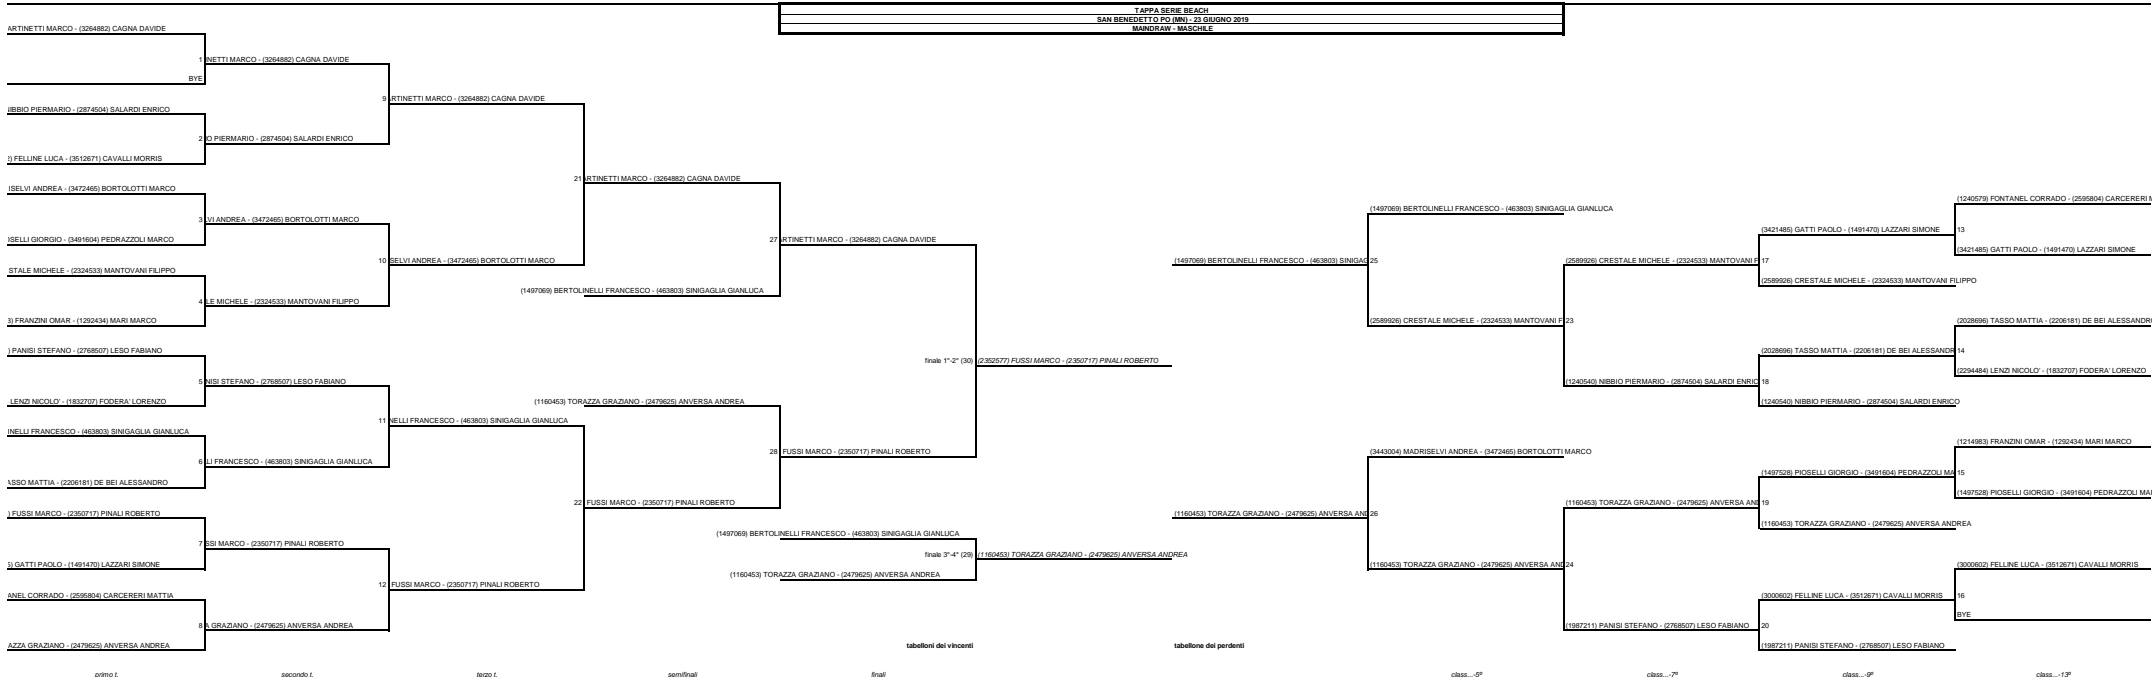 TAPPA SERIE BEACH
SAN BENEDETTO PO (MN) - 23 GIUGNO 2019
MAINDRAW - MASCHILE
ARTINETTI MARCO - (3264882) CAGNA DAVIDE
1 INETTI MARCO - (3264882) CAGNA DAVIDE
BYE
9 RTINETTI MARCO - (3264882) CAGNA DAVIDE
NIBBIO PIERMARIO - (2874504) SALARDI ENRICO
2 O PIERMARIO - (2874504) SALARDI ENRICO
) FELLINE LUCA - (3512671) CAVALLI MORRIS
21 RTINETTI MARCO - (3264882) CAGNA DAVIDE
ISELVI ANDREA - (3472465) BORTOLOTTI MARCO
3 LVI ANDREA - (3472465) BORTOLOTTI MARCO
OSELLI GIORGIO - (3491604) PEDRAZZOLI MARCO
27 RTINETTI MARCO - (3264882) CAGNA DAVIDE
10 SELVI ANDREA - (3472465) BORTOLOTTI MARCO
STALE MICHELE - (2324533) MANTOVANI FILIPPO
(1497069) BERTOLINELLI FRANCESCO - (463803) SINIGAGLIA GIANLUCA
4 LE MICHELE - (2324533) MANTOVANI FILIPPO
3) FRANZINI OMAR - (1292434) MARI MARCO
) PANISI STEFANO - (2768507) LESO FABIANO
finale 1°-2° (30) (2352577) FUSSI MARCO - (2350717) PINALI ROBERTO
5 NISI STEFANO - (2768507) LESO FABIANO
LENZI NICOLO' - (1832707) FODERA' LORENZO
(1160453) TORAZZA GRAZIANO - (2479625) ANVERSA ANDREA
11 NELLI FRANCESCO - (463803) SINIGAGLIA GIANLUCA
INELLI FRANCESCO - (463803) SINIGAGLIA GIANLUCA
28 FUSSI MARCO - (2350717) PINALI ROBERTO
6 LI FRANCESCO - (463803) SINIGAGLIA GIANLUCA
ASSO MATTIA - (2206181) DE BEI ALESSANDRO
22 FUSSI MARCO - (2350717) PINALI ROBERTO
) FUSSI MARCO - (2350717) PINALI ROBERTO
(1497069) BERTOLINELLI FRANCESCO - (463803) SINIGAGLIA GIANLUCA
7 SSI MARCO - (2350717) PINALI ROBERTO
finale 3°-4° (29) (1160453) TORAZZA GRAZIANO - (2479625) ANVERSA ANDREA
5) GATTI PAOLO - (1491470) LAZZARI SIMONE
(1160453) TORAZZA GRAZIANO - (2479625) ANVERSA ANDREA
12 FUSSI MARCO - (2350717) PINALI ROBERTO
ANEL CORRADO - (2595804) CARCERERI MATTIA
8 A GRAZIANO - (2479625) ANVERSA ANDREA
AZZA GRAZIANO - (2479625) ANVERSA ANDREA
tabelloni dei vincenti
primo t.
secondo t.
terzo t.
semifinali
finali
(1240579) FONTANEL CORRADO - (2595804) CARCERERI M
(1497069) BERTOLINELLI FRANCESCO - (463803) SINIGAGLIA GIANLUCA
(3421485) GATTI PAOLO - (1491470) LAZZARI SIMONE 13
(3421485) GATTI PAOLO - (1491470) LAZZARI SIMONE
(1497069) BERTOLINELLI FRANCESCO - (463803) SINIGAG 25
(2589926) CRESTALE MICHELE - (2324533) MANTOVANI F 17
(2589926) CRESTALE MICHELE - (2324533) MANTOVANI FILIPPO
(2589926) CRESTALE MICHELE - (2324533) MANTOVANI F 23
(2028696) TASSO MATTIA - (2206181) DE BEI ALESSANDRO
(2028696) TASSO MATTIA - (2206181) DE BEI ALESSANDR 14
(2294484) LENZI NICOLO' - (1832707) FODERA' LORENZO
(1240540) NIBBIO PIERMARIO - (2874504) SALARDI ENRIC 18
(1240540) NIBBIO PIERMARIO - (2874504) SALARDI ENRICO
(1214983) FRANZINI OMAR - (1292434) MARI MARCO
(3443004) MADRISELVI ANDREA - (3472465) BORTOLOTTI MARCO
(1497528) PIOSELLI GIORGIO - (3491604) PEDRAZZOLI MA 15
(1497528) PIOSELLI GIORGIO - (3491604) PEDRAZZOLI MA
(1160453) TORAZZA GRAZIANO - (2479625) ANVERSA AND 19
(1160453) TORAZZA GRAZIANO - (2479625) ANVERSA AND 26
(1160453) TORAZZA GRAZIANO - (2479625) ANVERSA ANDREA
(1160453) TORAZZA GRAZIANO - (2479625) ANVERSA AND 24
(3000602) FELLINE LUCA - (3512671) CAVALLI MORRIS
(3000602) FELLINE LUCA - (3512671) CAVALLI MORRIS 16
BYE
(1987211) PANISI STEFANO - (2768507) LESO FABIANO 20
(1987211) PANISI STEFANO - (2768507) LESO FABIANO
tabellone dei perdenti
class...-5°
class...-7°
class...-9°
class...-13°